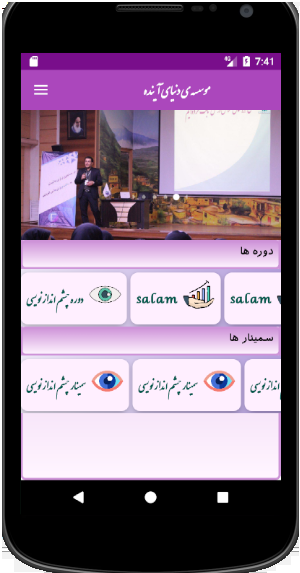 4G 7:41
موسسه‌ی دنیای آینده
دوره ها
دوره چشم اندازنویسی
salam
salam
سمینار ها
سمینار چشم اندازنویسی
سمینار چشم اندازنویسی